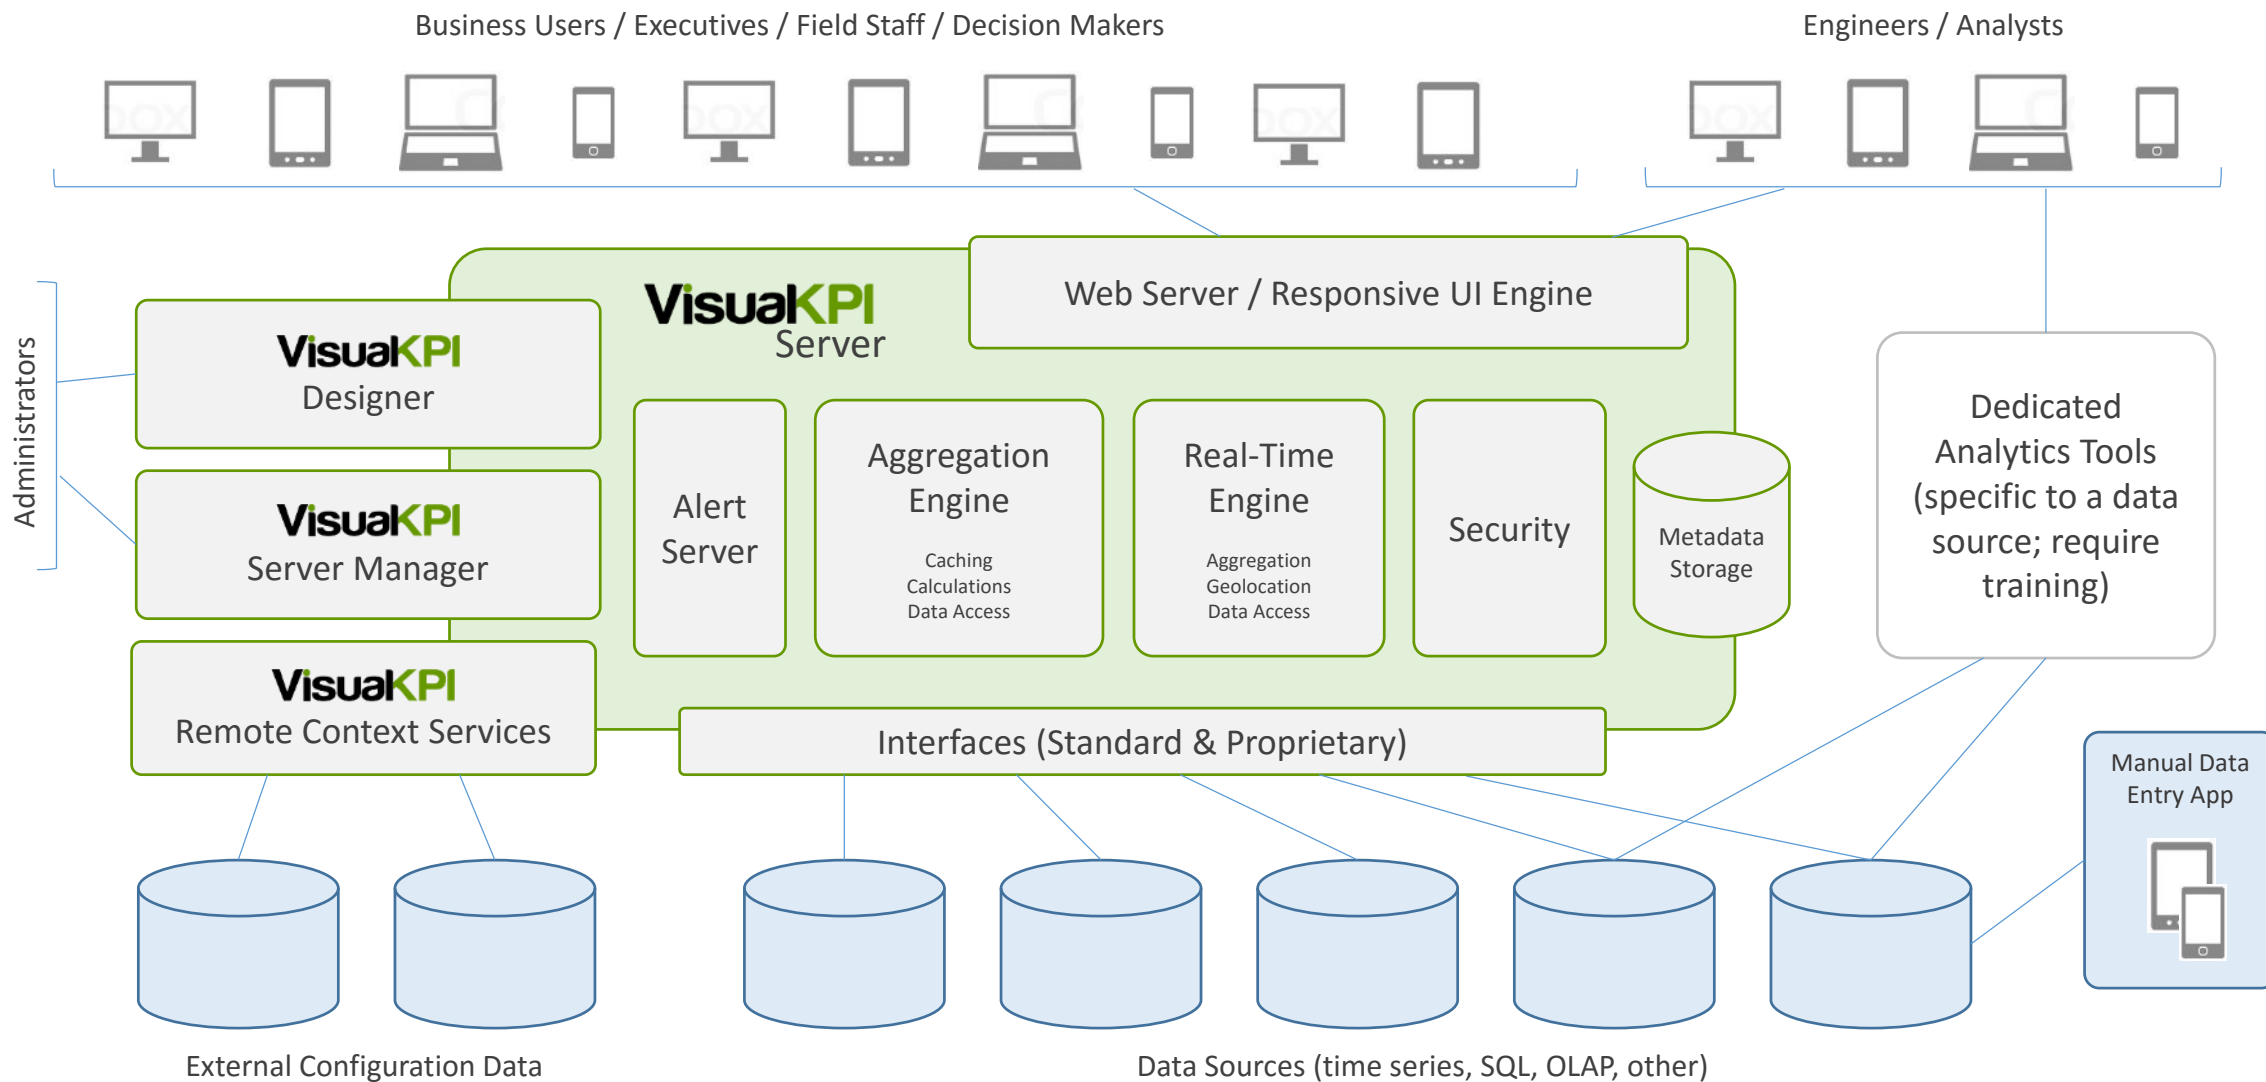 Business Users / Executives / Field Staff / Decision Makers
Engineers / Analysts
Administrators
VisualKPI
Server
Web Server / Responsive UI Engine
VisualKPI
Designer
VisualKPI
Server Manager
VisualKPI
Remote Context Services
Alert
Server
Aggregation
Engine
Caching
Calculations
Data Access
Real-Time
Engine
Aggregation
Geolocation
Data Access
Security
Metadata
Storage
Dedicated
Analytics Tools
(specific to a data
source; require
training)
Interfaces (Standard & Proprietary)
Manual Data
Entry App
External Configuration Data
Data Sources (time series, SQL, OLAP, other)